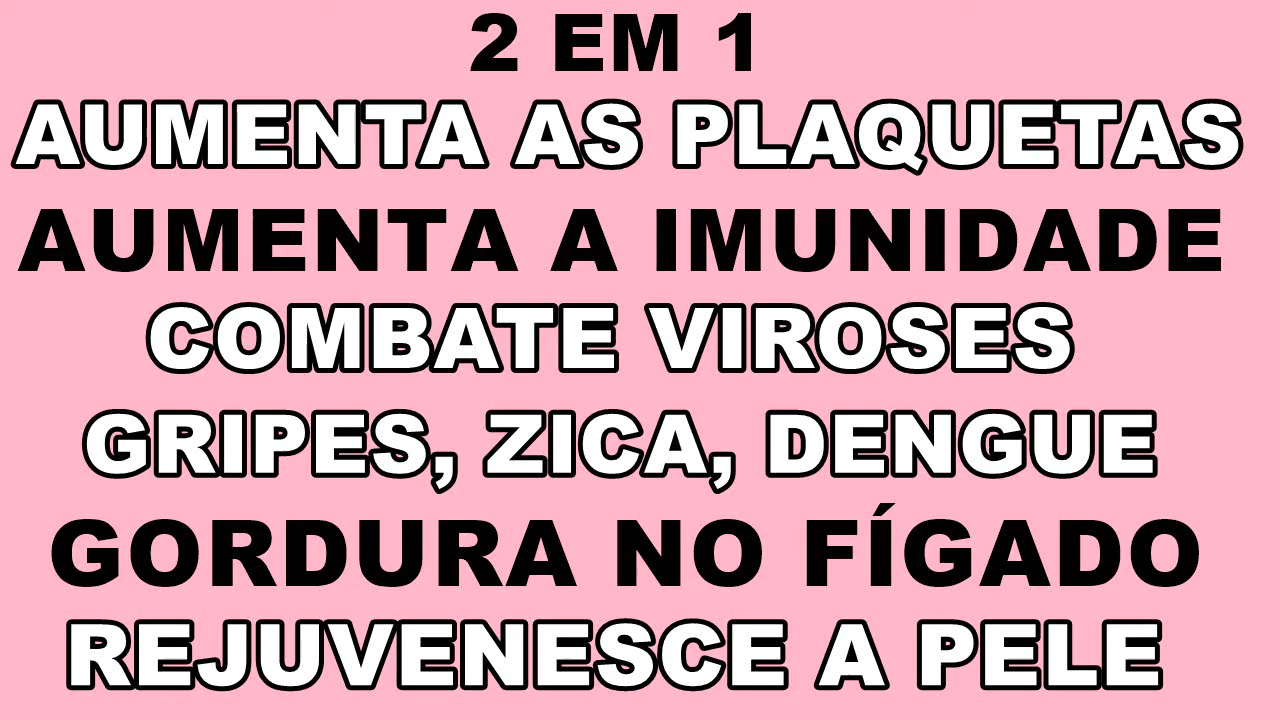 2 EM 1
AUMENTA AS PLAQUETAS
AUMENTA A IMUNIDADE
COMBATE VIROSES
GRIPES, ZICA, DENGUE
GORDURA NO FÍGADO
REJUVENESCE A PELE